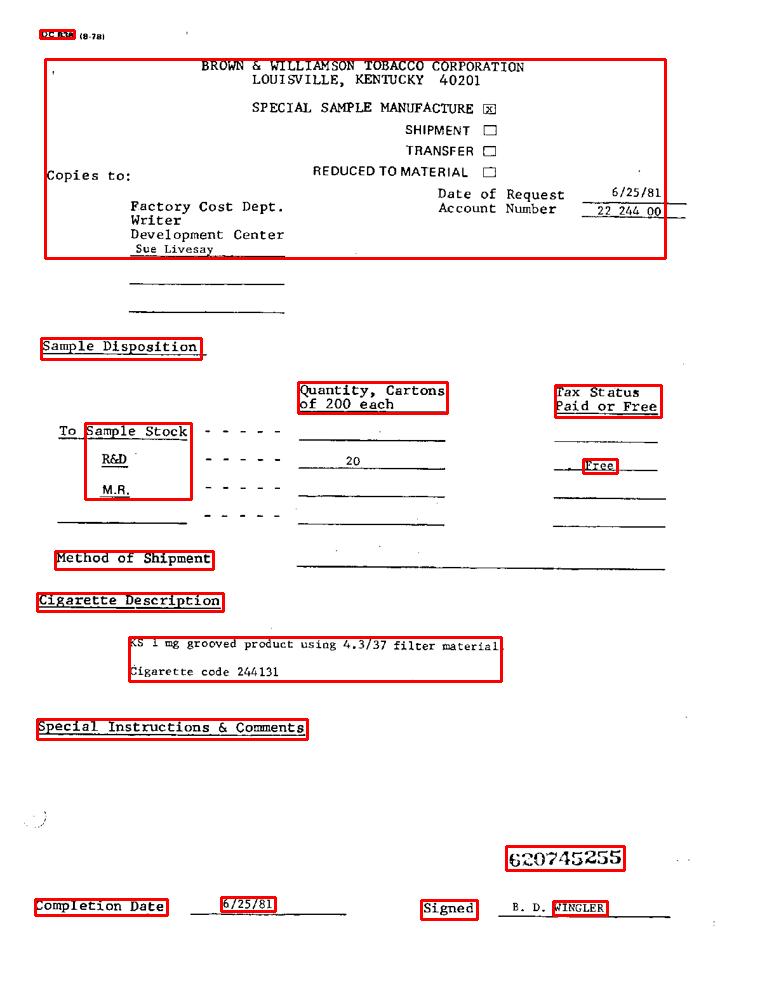 DC 83A (8-78)
BROWN & WILLIAMSON TOBACCO CORPORATION
LOUISVILLE, KENTUCKY 40201
SPECIAL SAMPLE MANUFACTURE [x]
SHIPMENT
TRANSFER
REDUCED TO MATERIAL
Copies to:
Date of Request 6/25/81
Account Number 22 244 00
Factory Cost Dept.
Writer
Development Center
Sue Livesay
Sample Disposition
Quantity, Cartons of 200 each
Tax Status Paid or Free
To Sample Stock - - - - -
R&D - - - - - 20 Free
M.R. - - - - -
- - - - -
Method of Shipment
Cigarette Description
KS 1 mg grooved product using 4.3/37 filter material
Cigarette code 244131
Special Instructions & Comments
620745255
Completion Date 6/25/81 Signed B. D. WINGLER